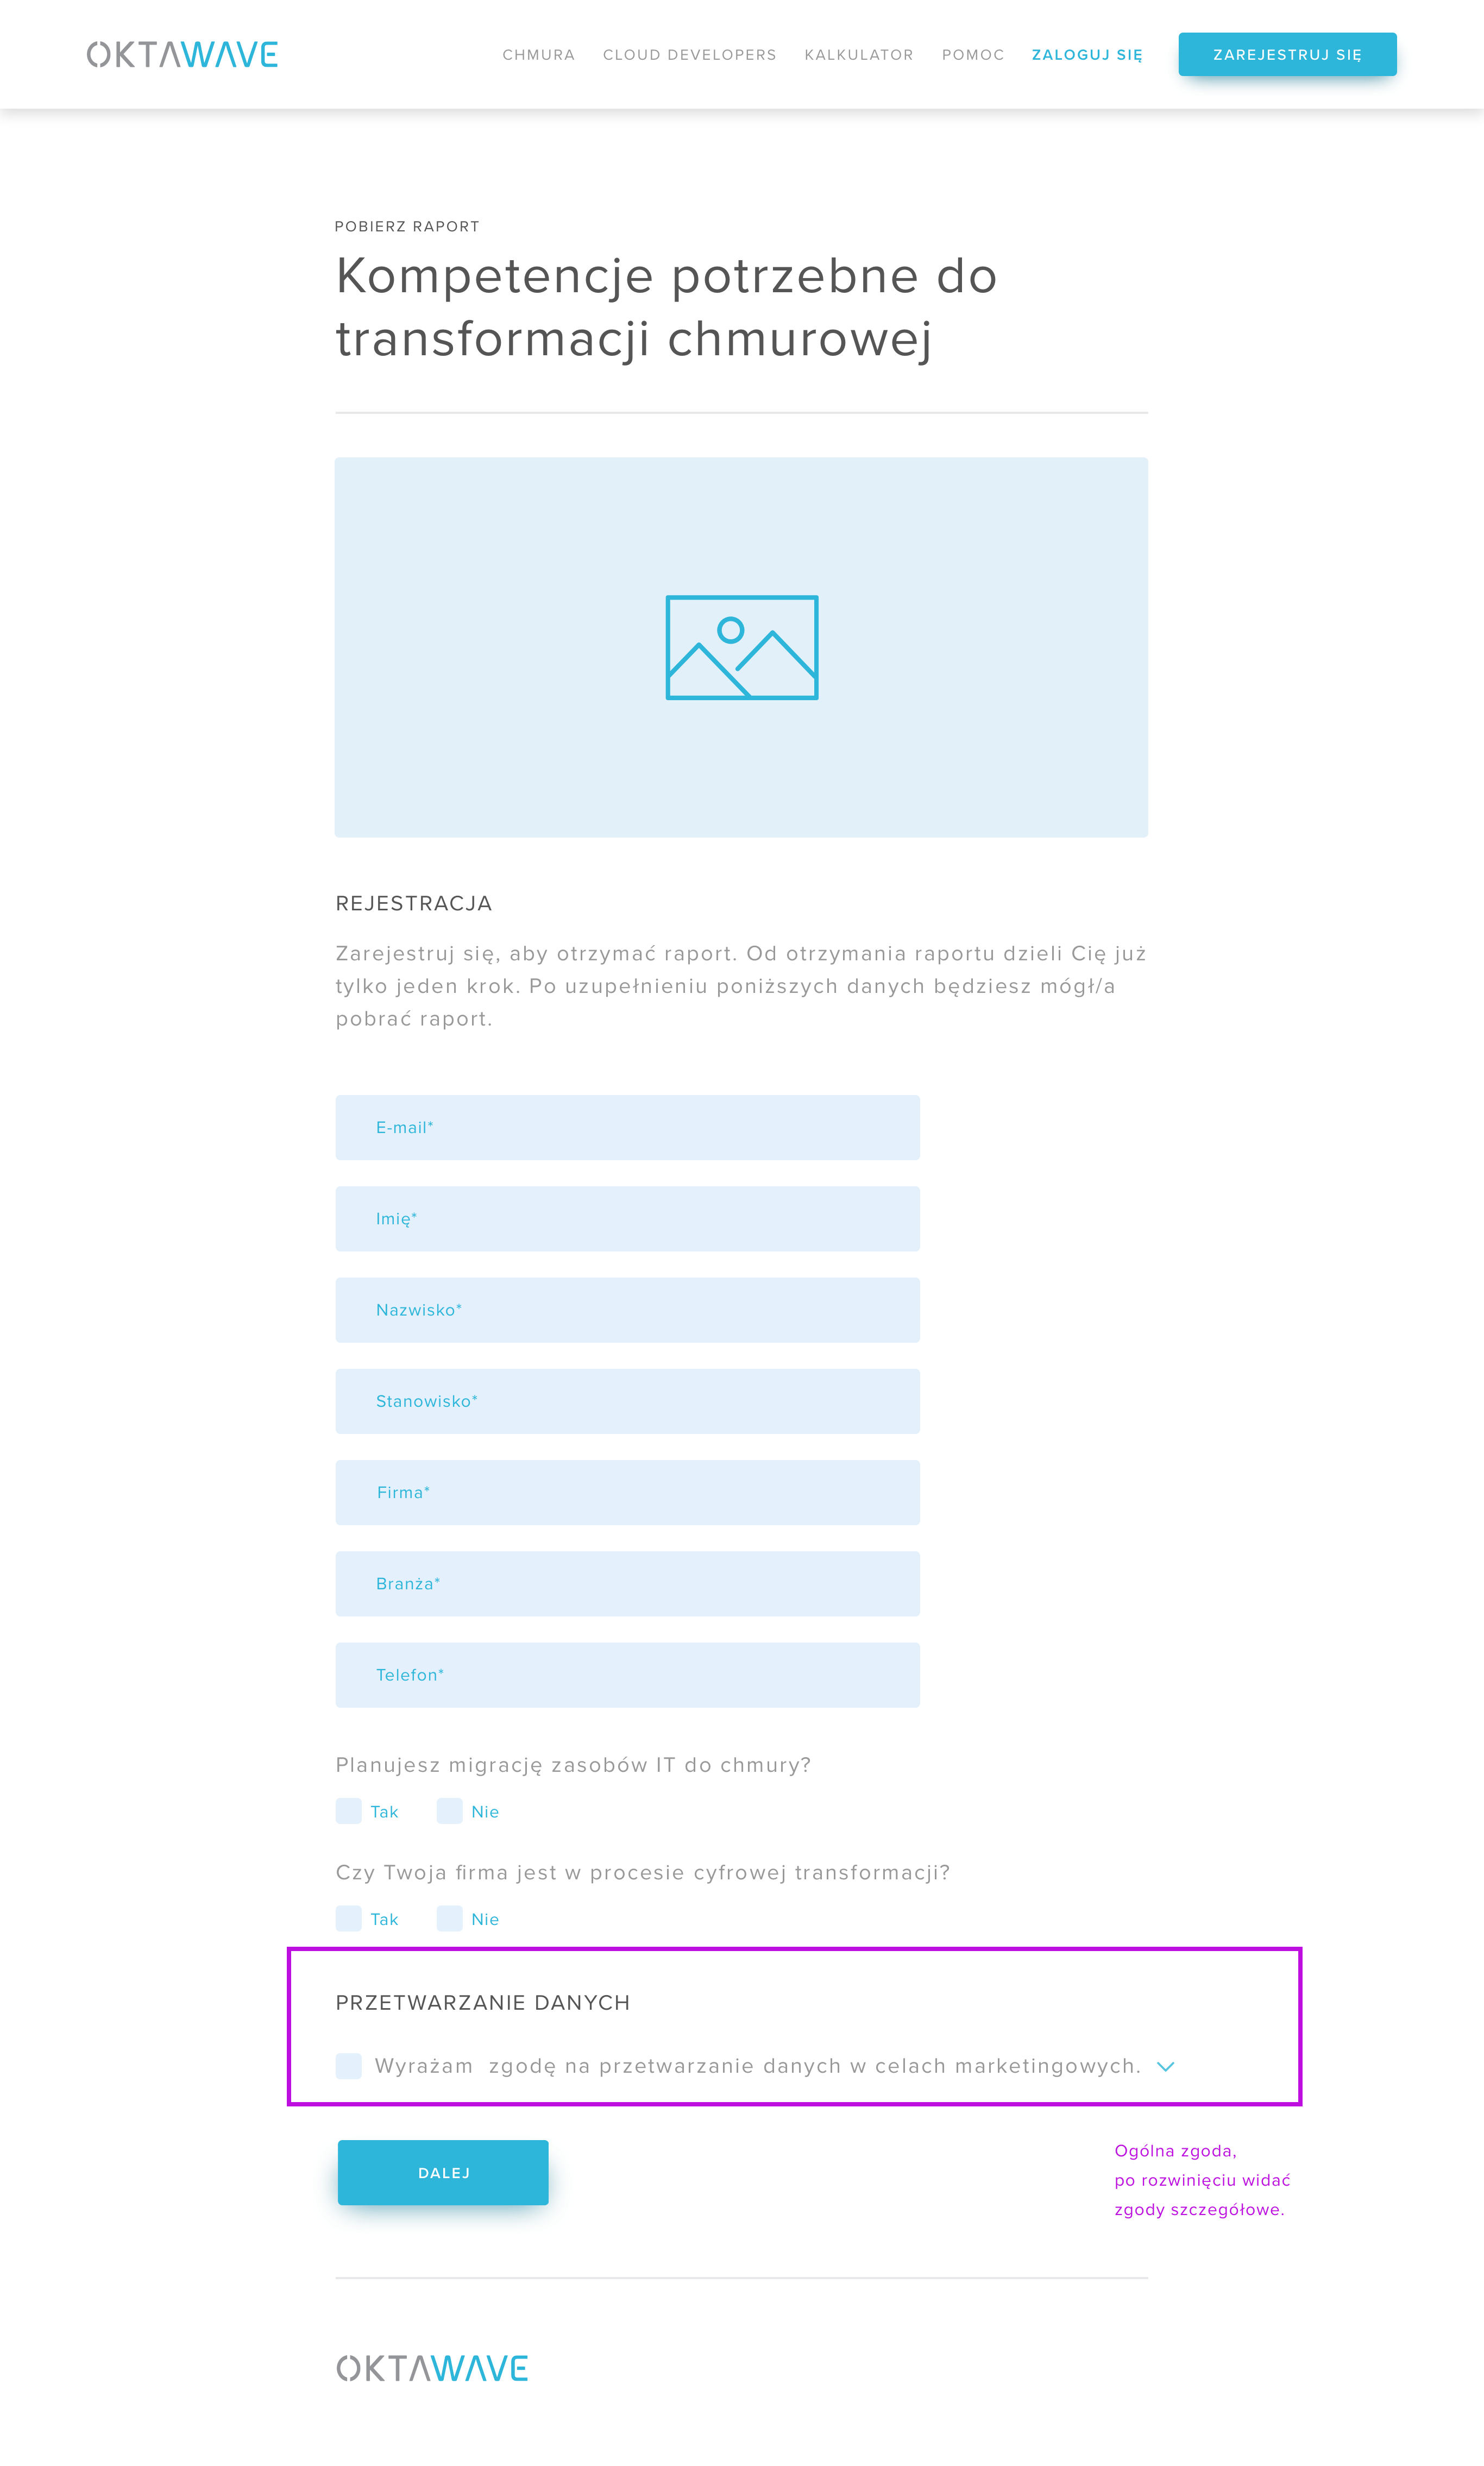 OKTAWAVE
CHMURA CLOUD DEVELOPERS KALKULATOR POMOC ZALOGUJ SIĘ ZAREJESTRUJ SIĘ
POBIERZ RAPORT
Kompetencje potrzebne do
transformacji chmurowej
REJESTRACJA
Zarejestruj się, aby otrzymać raport. Od otrzymania raportu dzieli Cię już
tylko jeden krok. Po uzupełnieniu poniższych danych będziesz mógł/a
pobrać raport.
E-mail*
Imię*
Nazwisko*
Stanowisko*
Firma*
Branża*
Telefon*
Planujesz migrację zasobów IT do chmury?
Tak Nie
Czy Twoja firma jest w procesie cyfrowej transformacji?
Tak Nie
PRZETWARZANIE DANYCH
Wyrażam zgodę na przetwarzanie danych w celach marketingowych.
DALEJ
Ogólna zgoda,
po rozwinięciu widać
zgody szczegółowe.
OKTAWAVE